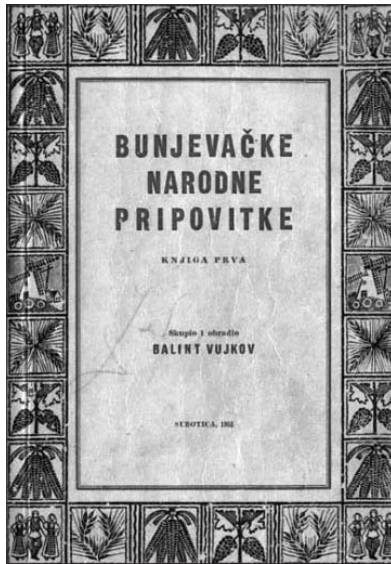 BUNJEVAČKE
NARODNE
PRIPOVITKE
KNJIGA PRVA
Skupio i obradio
BALINT VUJKOV
SUBOTICA,